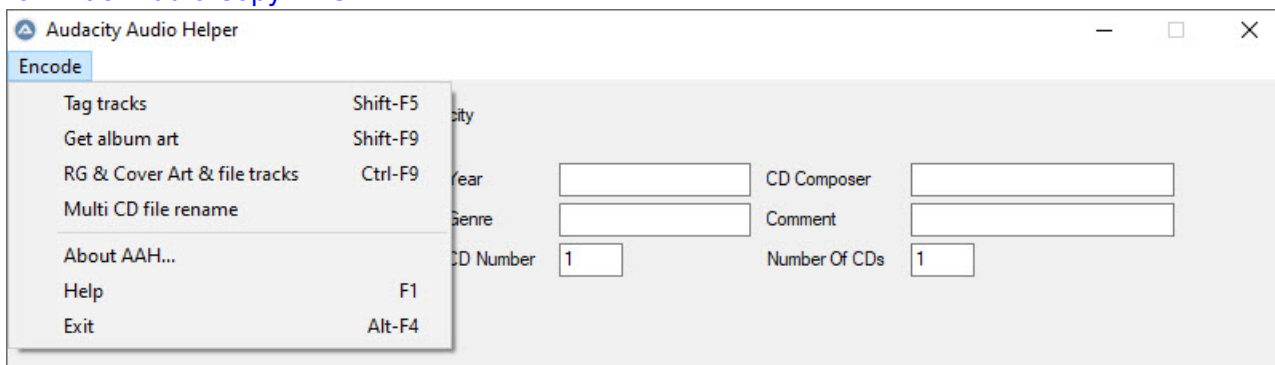 Audacity Audio Helper
Encode
Tag tracks Shift-F5
Get album art Shift-F9
RG & Cover Art & file tracks Ctrl-F9
Multi CD file rename
About AAH...
Help F1
Exit Alt-F4
city
Year CD Composer
Genre Comment
CD Number 1 Number Of CDs 1